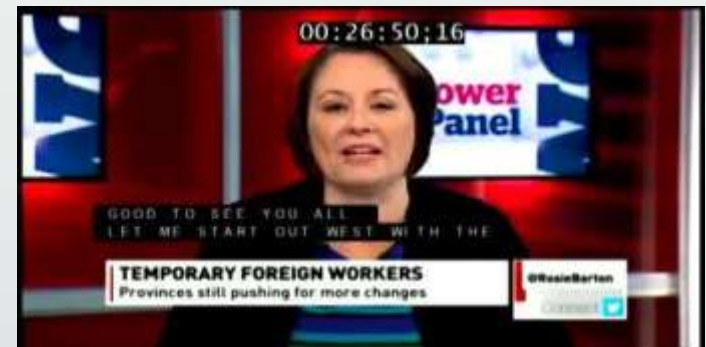 00:26:50;16
ower
Panel
GOOD TO SEE YOU ALL
LET ME START OUT WEST WITH THE
TEMPORARY FOREIGN WORKERS
Provinces still pushing for more changes
@RosieBarton
Connect